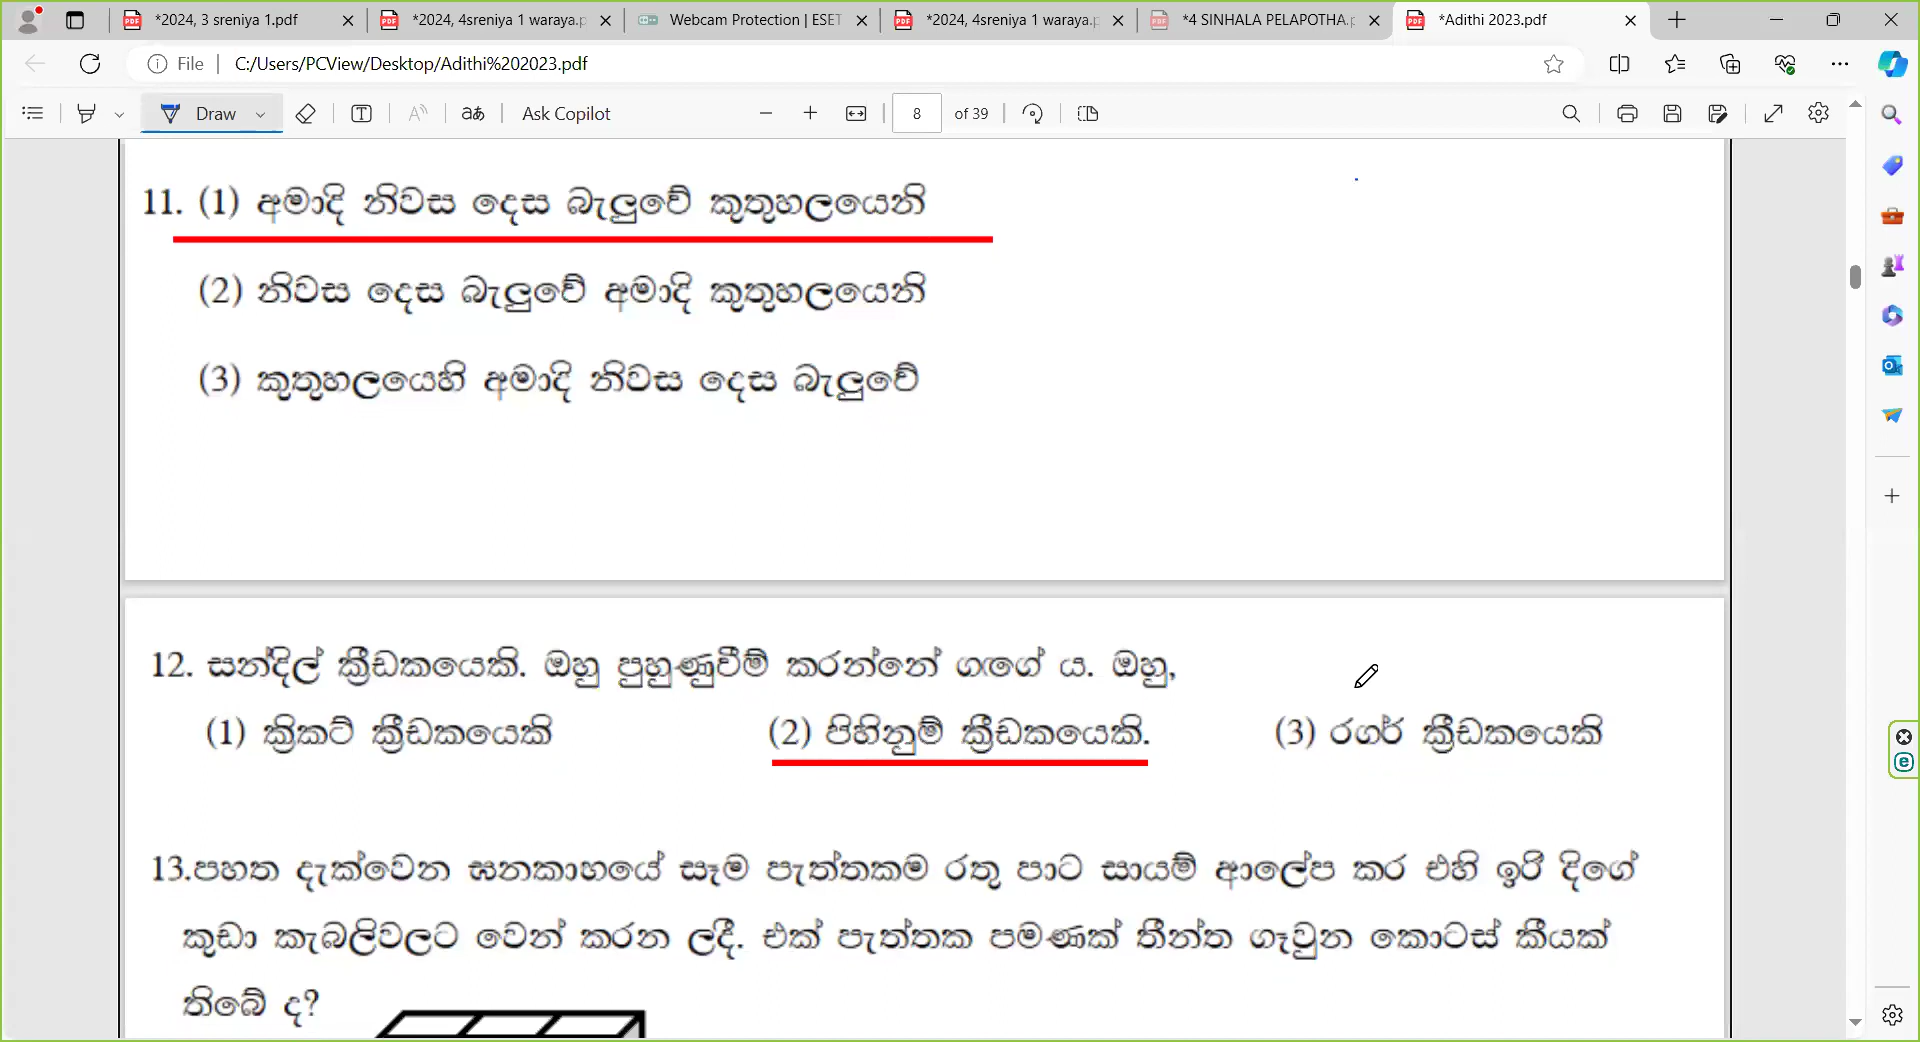 *2024, 3 sreniya 1.pdf
*2024, 4sreniya 1 waraya.p
Webcam Protection | ESET
*2024, 4sreniya 1 waraya.p
*4 SINHALA PELAPOTHA.p
*Adithi 2023.pdf
File
C:/Users/PCView/Desktop/Adithi%202023.pdf
Draw
aあ
Ask Copilot
8
of 39
11. (1) අමාදි නිවස දෙස බැලුවේ කුතුහලයෙනි
(2) නිවස දෙස බැලුවේ අමාදි කුතුහලයෙනි
(3) කුතුහලයෙහි අමාදි නිවස දෙස බැලුවේ
12. සන්දිල් ක්‍රීඩකයෙකි. ඔහු පුහුණුවීම් කරන්නේ ගඟේ ය. ඔහු,
(1) ක්‍රිකට් ක්‍රීඩකයෙකි (2) පිහිනුම් ක්‍රීඩකයෙකි. (3) රගර් ක්‍රීඩකයෙකි
13.පහත දැක්වෙන ඝනකාභයේ සෑම පැත්තකම රතු පාට සායම් ආලේප කර එහි ඉරි දිගේ
කුඩා කැබලිවලට වෙන් කරන ලදී. එක් පැත්තක පමණක් තීන්ත ගෑවුන කොටස් කීයක්
තිබේ ද?